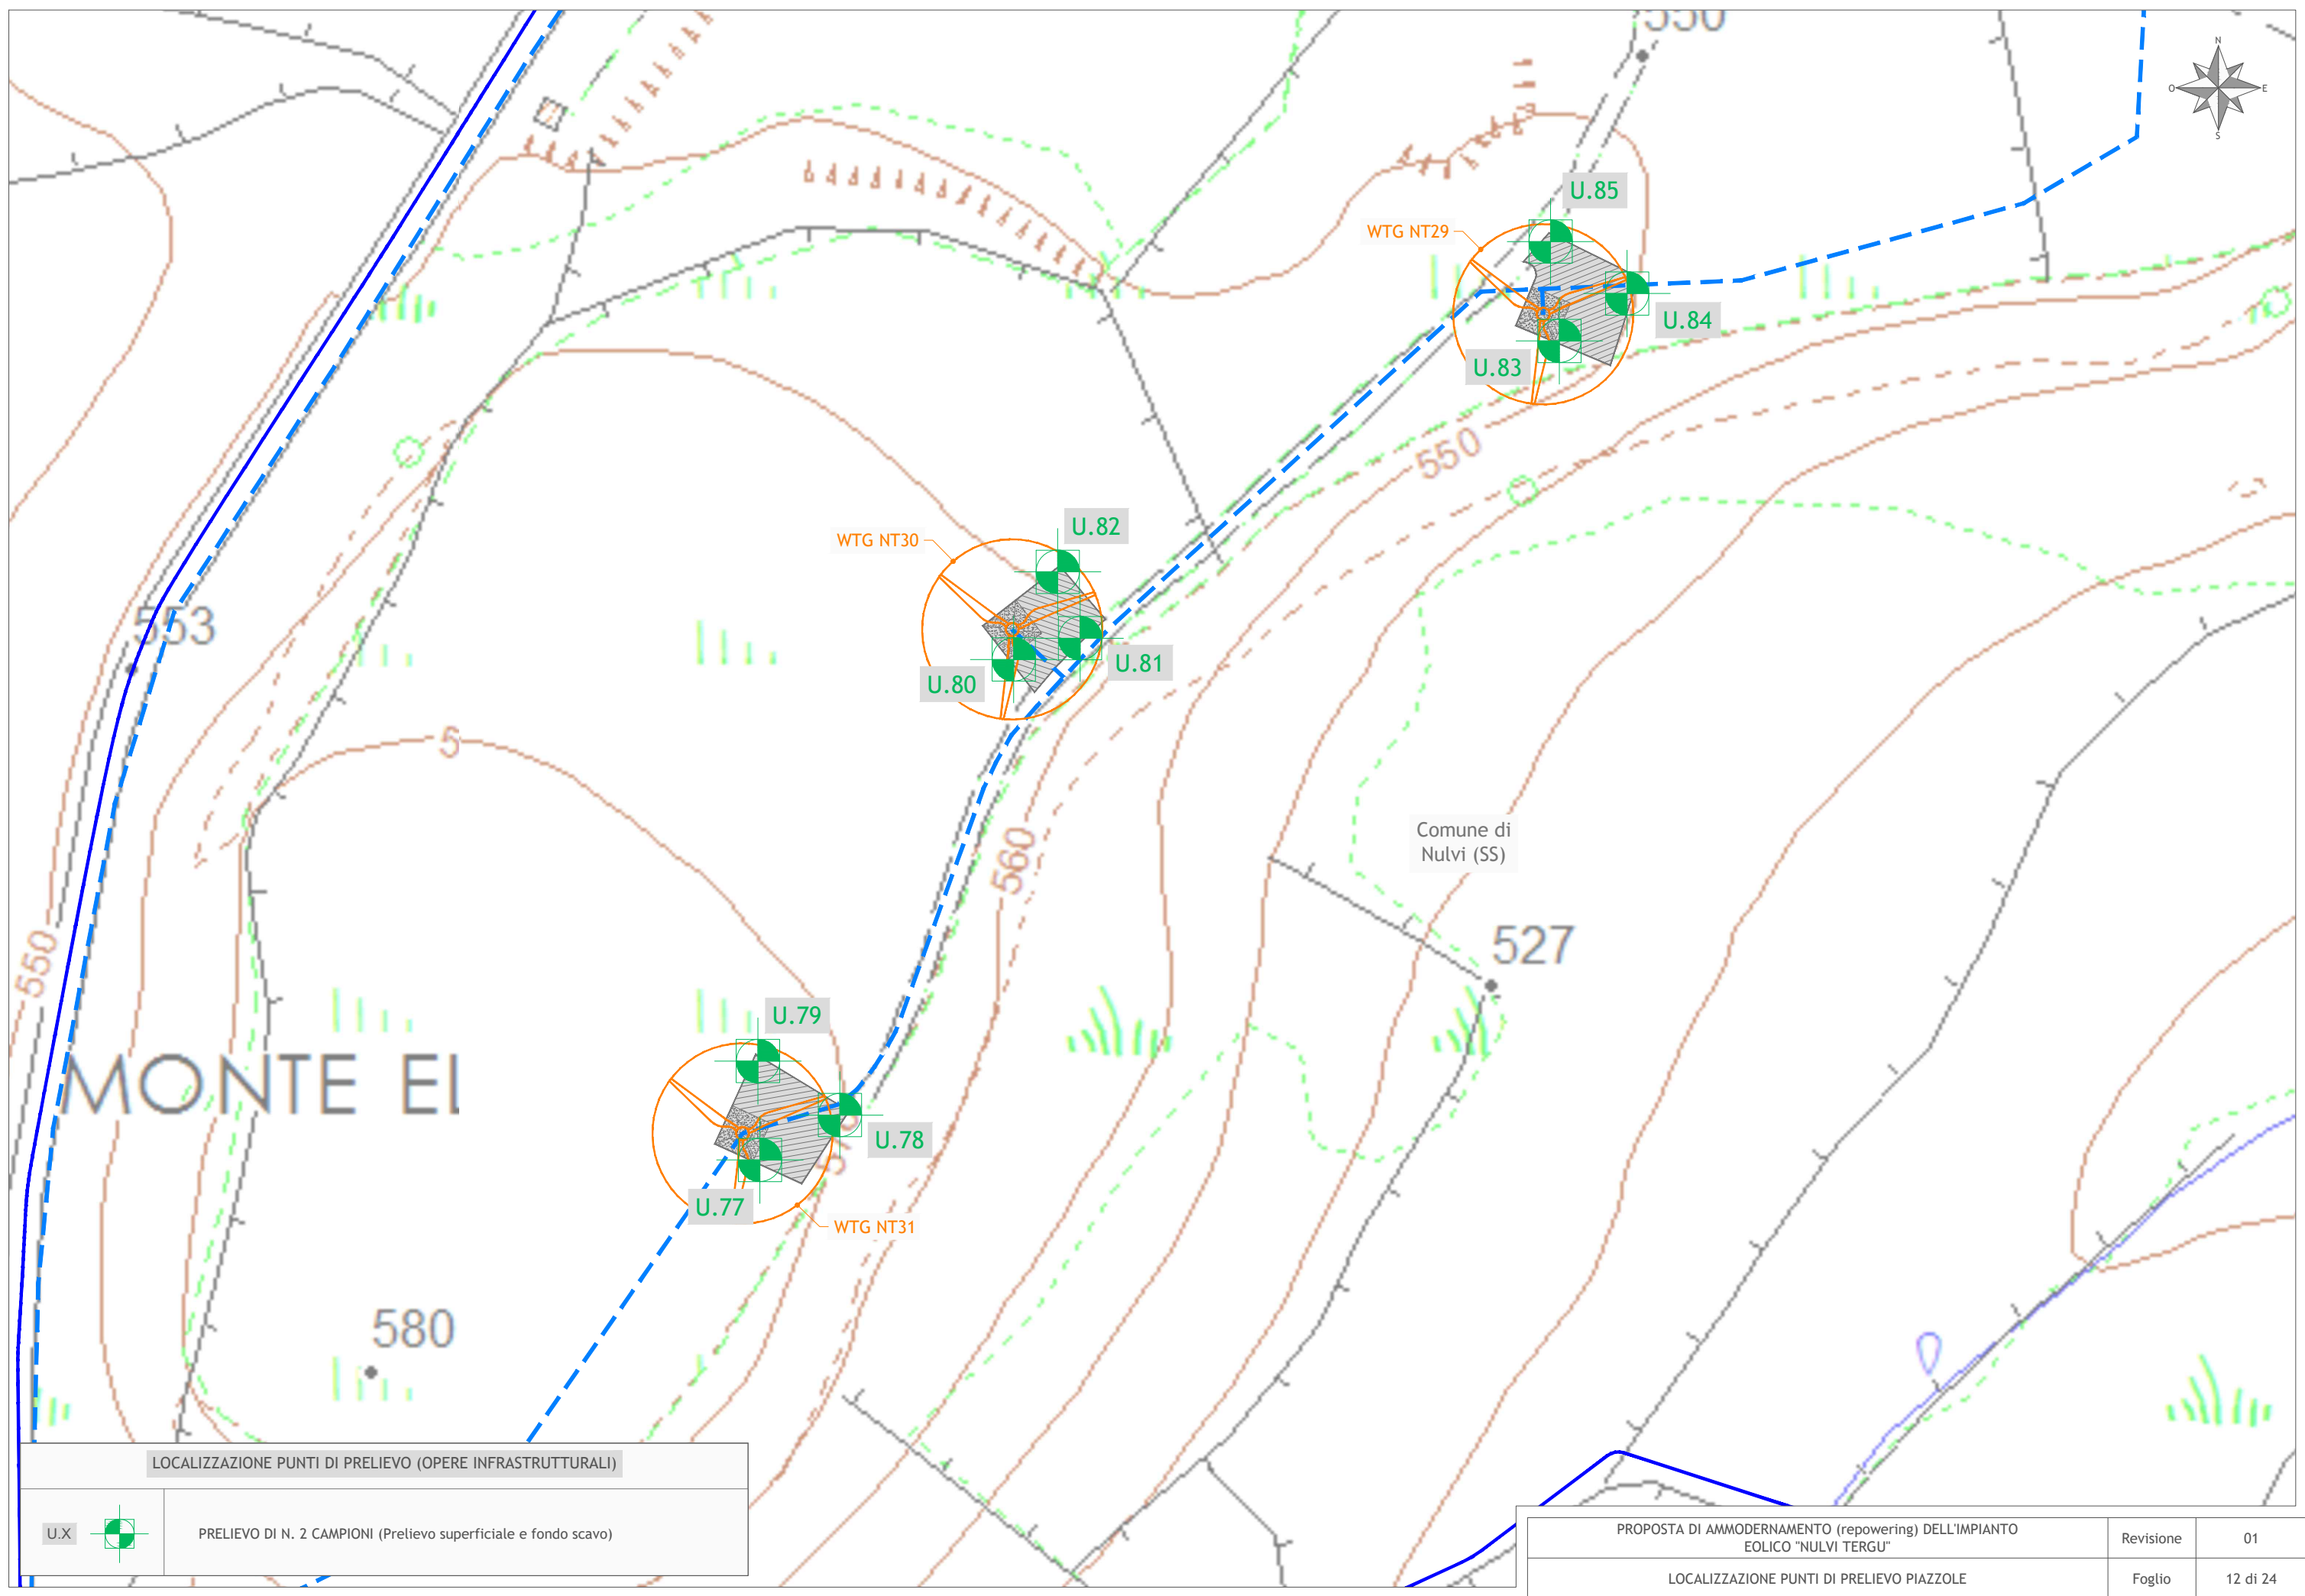 550
N
O
E
S
U.85
WTG NT29
U.84
U.83
550
U.82
WTG NT30
U.81
U.80
553
5
560
Comune di
Nulvi (SS)
527
550
U.79
MONTE EL
U.78
U.77
WTG NT31
580
LOCALIZZAZIONE PUNTI DI PRELIEVO (OPERE INFRASTRUTTURALI)
U.X
PRELIEVO DI N. 2 CAMPIONI (Prelievo superficiale e fondo scavo)
PROPOSTA DI AMMODERNAMENTO (repowering) DELL'IMPIANTO
EOLICO "NULVI TERGU"
Revisione
01
LOCALIZZAZIONE PUNTI DI PRELIEVO PIAZZOLE
Foglio
12 di 24